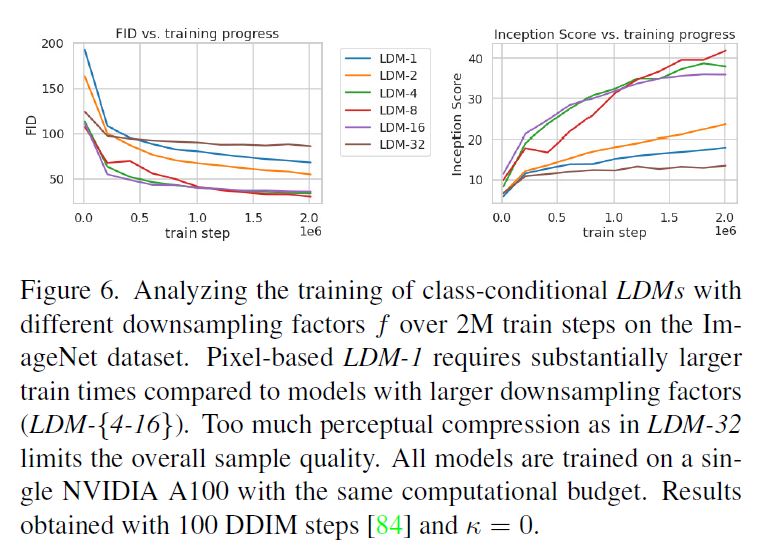 FID vs. training progress
200
150
100
50
FID
0.0 0.5 1.0 1.5 2.0
train step
1e6
LDM-1
LDM-2
LDM-4
LDM-8
LDM-16
LDM-32
Inception Score vs. training progress
40
30
20
10
Inception Score
0.0 0.5 1.0 1.5 2.0
train step
1e6
Figure 6. Analyzing the training of class-conditional LDMs with
different downsampling factors f over 2M train steps on the Im-
ageNet dataset. Pixel-based LDM-1 requires substantially larger
train times compared to models with larger downsampling factors
(LDM-{4-16}). Too much perceptual compression as in LDM-32
limits the overall sample quality. All models are trained on a sin-
gle NVIDIA A100 with the same computational budget. Results
obtained with 100 DDIM steps [84] and κ = 0.